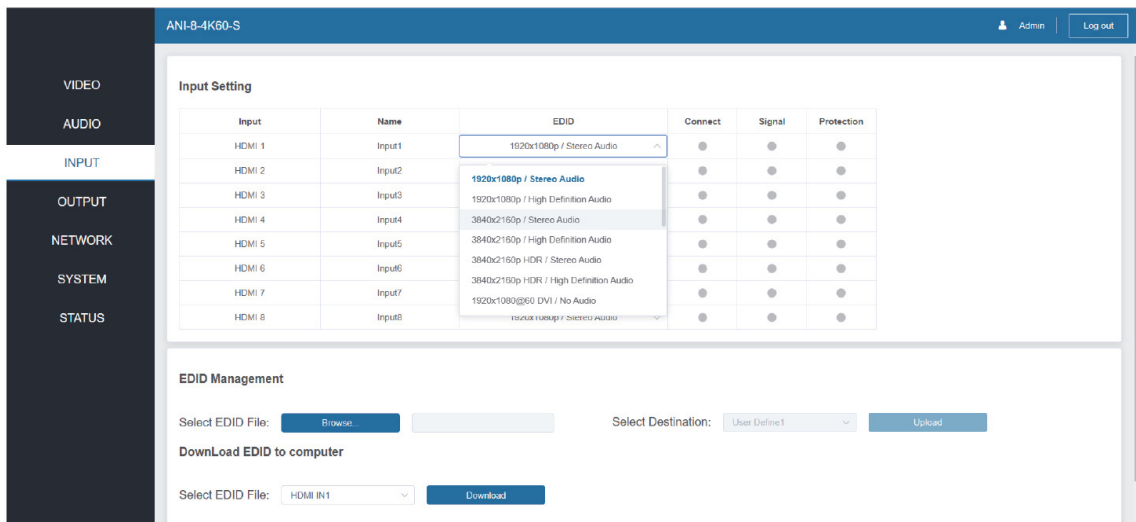 ANI-8-4K60-S
Admin
Log out
VIDEO
AUDIO
INPUT
OUTPUT
NETWORK
SYSTEM
STATUS
Input Setting
Input Name EDID Connect Signal Protection
HDMI 1 Input1 1920x1080p / Stereo Audio
HDMI 2 Input2
HDMI 3 Input3
HDMI 4 Input4
HDMI 5 Input5
HDMI 6 Input6
HDMI 7 Input7
HDMI 8 Input8 1920x1080p / Stereo Audio
1920x1080p / Stereo Audio
1920x1080p / High Definition Audio
3840x2160p / Stereo Audio
3840x2160p / High Definition Audio
3840x2160p HDR / Stereo Audio
3840x2160p HDR / High Definition Audio
1920x1080@60 DVI / No Audio
EDID Management
Select EDID File: Browse... Select Destination: User Define1 Upload
DownLoad EDID to computer
Select EDID File: HDMI IN1 Download